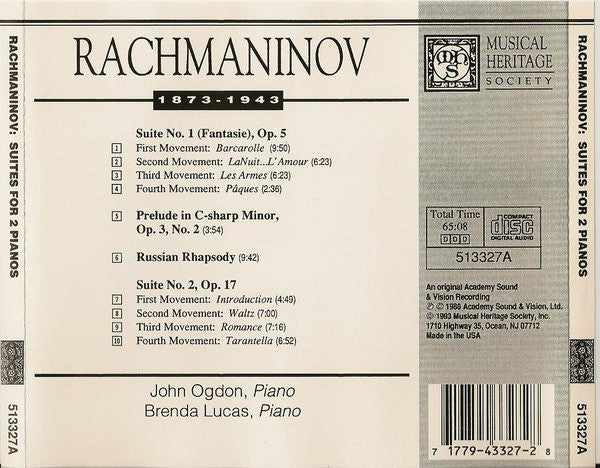 RACHMANINOV: SUITES FOR 2 PIANOS
513327A
RACHMANINOV
1873-1943
Suite No. 1 (Fantasie), Op. 5
1 First Movement: Barcarolle (9:50)
2 Second Movement: LaNuit...L'Amour (6:23)
3 Third Movement: Les Armes (6:23)
4 Fourth Movement: Pâques (2:36)
5 Prelude in C-sharp Minor,
Op. 3, No. 2 (3:54)
6 Russian Rhapsody (9:42)
Suite No. 2, Op. 17
7 First Movement: Introduction (4:49)
8 Second Movement: Waltz (7:00)
9 Third Movement: Romance (7:16)
10 Fourth Movement: Tarantella (6:52)
John Ogdon, Piano
Brenda Lucas, Piano
MHS
MUSICAL
HERITAGE
SOCIETY
Total Time
65:08
DDD
COMPACT
disc
DIGITAL AUDIO
513327A
An original Academy Sound
& Vision Recording
℗ © 1988 Academy Sound & Vision, Ltd.
© 1993 Musical Heritage Society, Inc.
1710 Highway 35, Ocean, NJ 07712
Made in the USA
7 17794-3327-2 8
RACHMANINOV: SUITES FOR 2 PIANOS
513327A